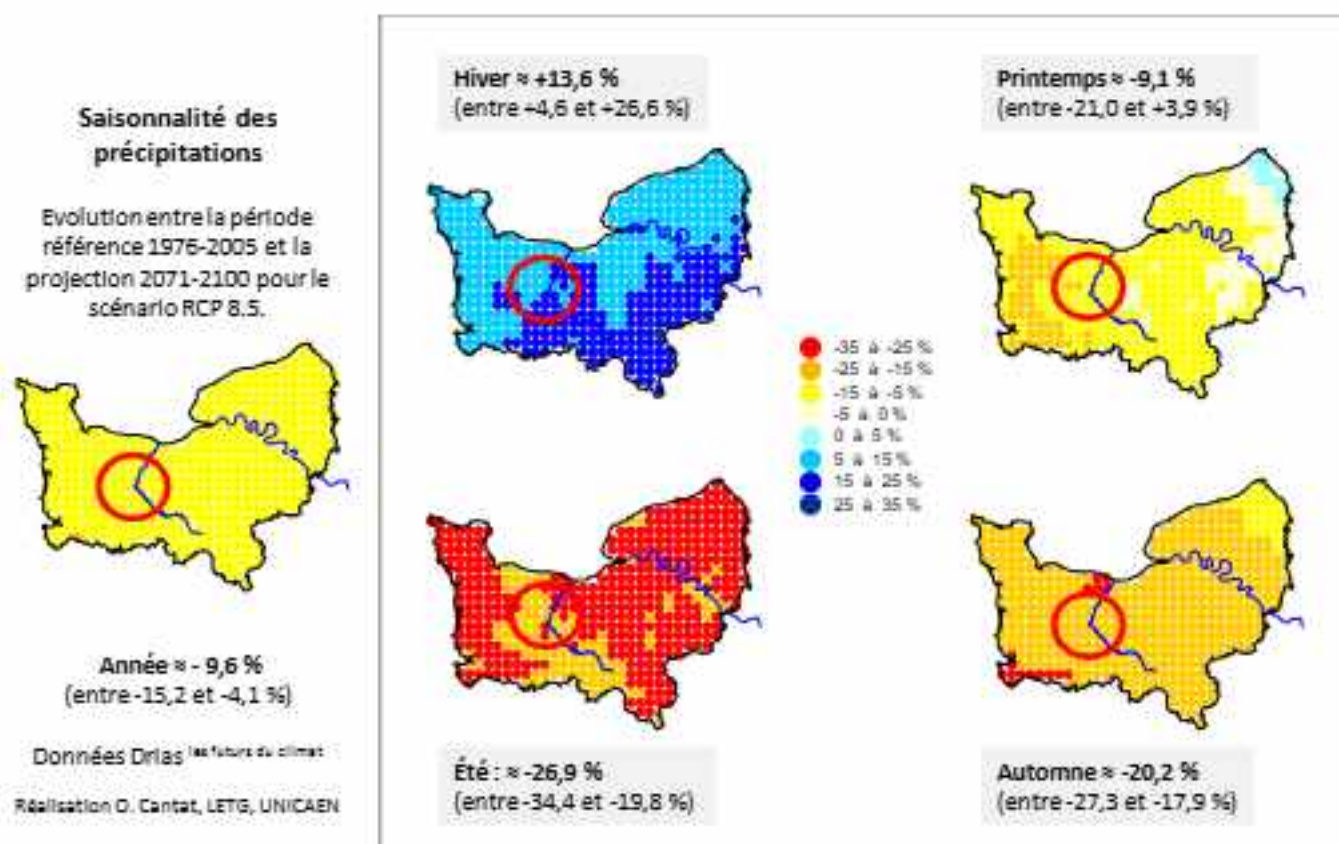 Saisonnalité des
précipitations
Evolution entre la période
référence 1976-2005 et la
projection 2071-2100 pour le
scénario RCP 8.5.
Année ≈ - 9,6 %
(entre -15,2 et -4,1 %)
Données Drias les futurs du climat
Réalisation O. Cantat, LETG, UNICAEN
Hiver ≈ +13,6 %
(entre +4,6 et +26,6 %)
Printemps ≈ -9,1 %
(entre -21,0 et +3,9 %)
-35 à -25 %
-25 à -15 %
-15 à -5 %
-5 à 0 %
0 à 5 %
5 à 15 %
15 à 25 %
25 à 35 %
Été : ≈ -26,9 %
(entre -34,4 et -19,8 %)
Automne ≈ -20,2 %
(entre -27,3 et -17,9 %)